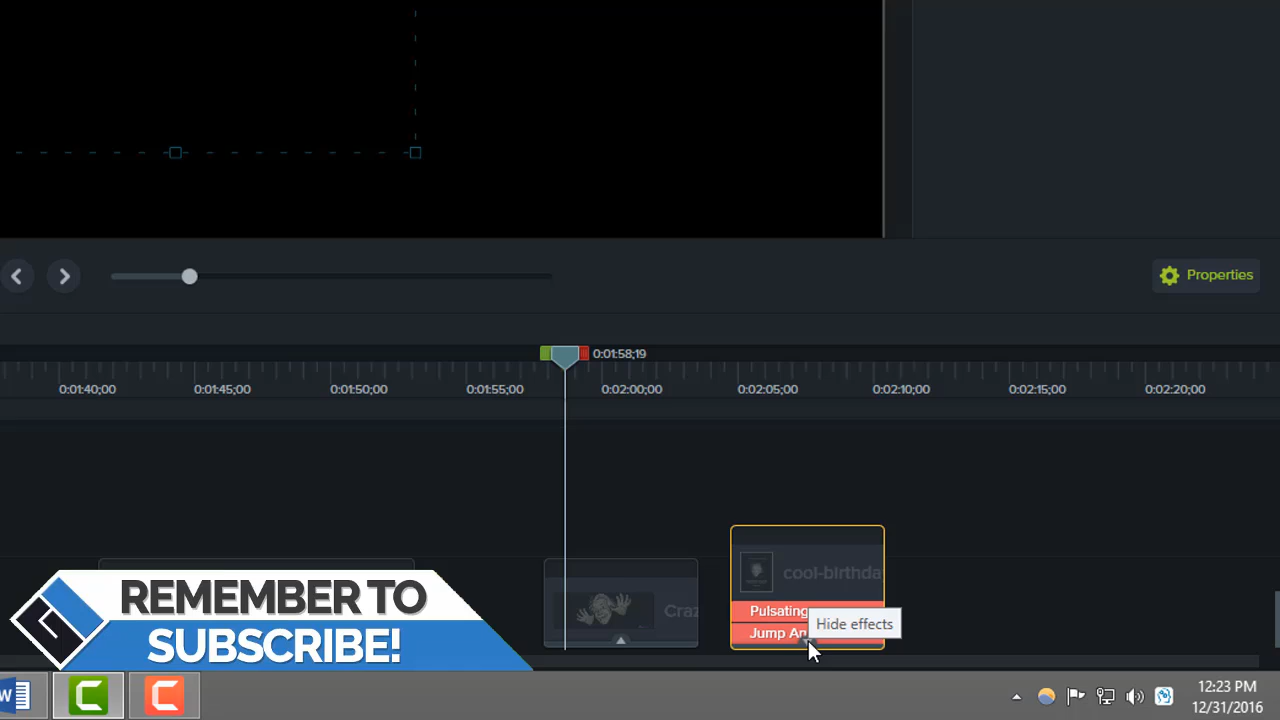 Properties
0:01:58;19
0:01:40;00 0:01:45;00 0:01:50;00 0:01:55;00 0:02:00;00 0:02:05;00 0:02:10;00 0:02:15;00 0:02:20;00
cool-birthda
Craz
Pulsating
Hide effects
Jump An
REMEMBER TO
SUBSCRIBE!
12:23 PM
12/31/2016